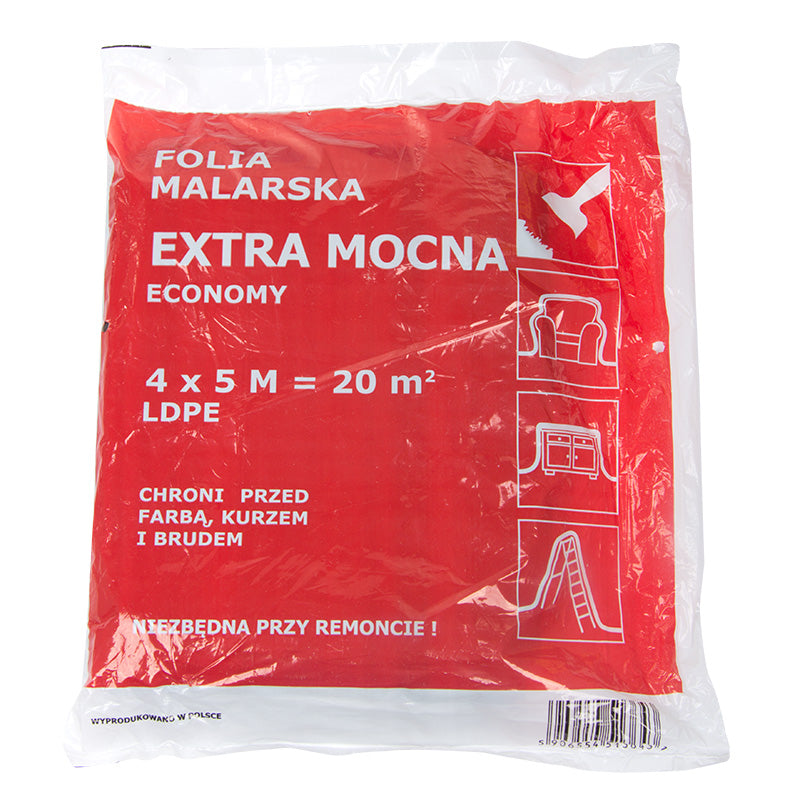 FOLIA
MALARSKA
EXTRA MOCNA
ECONOMY
4 x 5 M = 20 m²
LDPE
CHRONI PRZED
FARBĄ, KURZEM
I BRUDEM
NIEZBĘDNA PRZY REMONCIE !
WYPRODUKOWANO W POLSCE